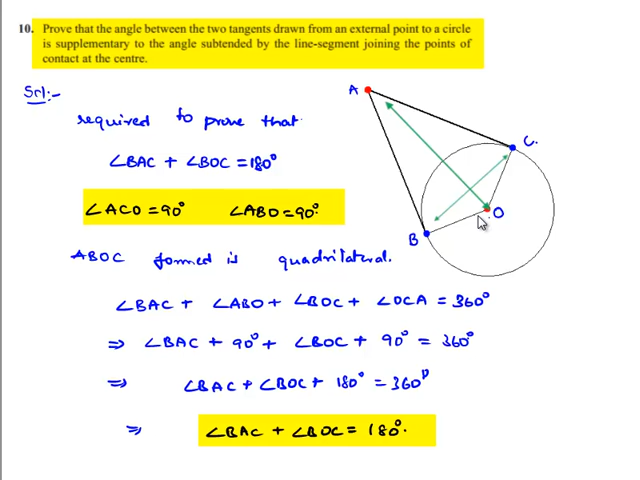 10. Prove that the angle between the two tangents drawn from an external point to a circle
is supplementary to the angle subtended by the line-segment joining the points of
contact at the centre.
Sol:-
required to prove that
∠BAC + ∠BOC = 180°
∠ACO = 90° ∠ABO = 90°.
ABOC formed is quadrilateral.
∠BAC + ∠ABO + ∠BOC + ∠OCA = 360°
⇒ ∠BAC + 90° + ∠BOC + 90° = 360°
⇒ ∠BAC + ∠BOC + 180° = 360°
⇒ ∠BAC + ∠BOC = 180°.
A
C.
O
B